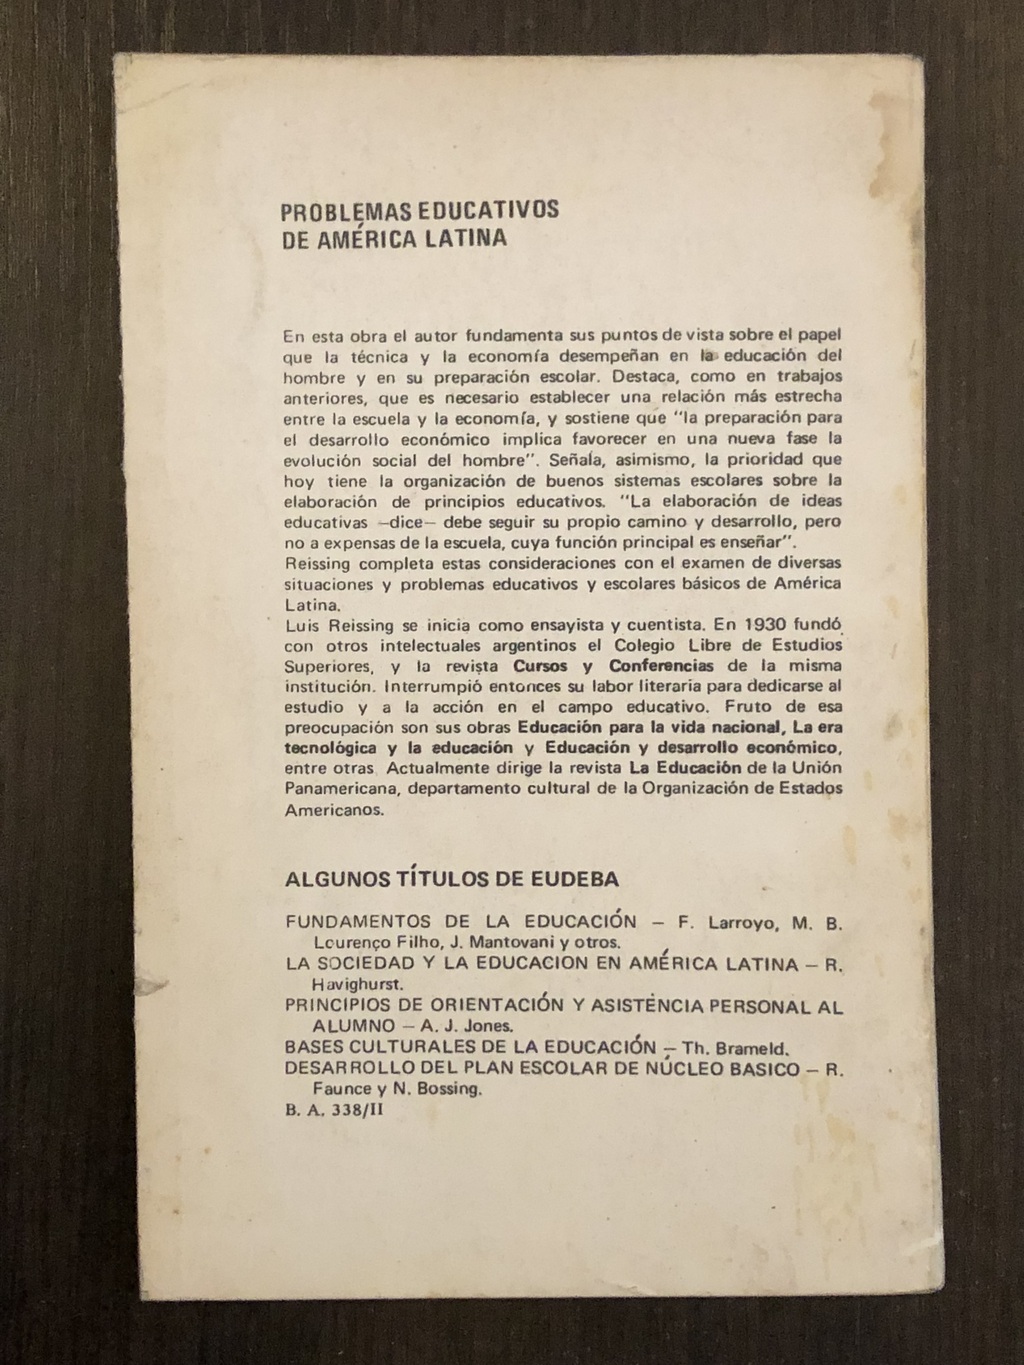 PROBLEMAS EDUCATIVOS
DE AMÉRICA LATINA
En esta obra el autor fundamenta sus puntos de vista sobre el papel
que la técnica y la economía desempeñan en la educación del
hombre y en su preparación escolar. Destaca, como en trabajos
anteriores, que es necesario establecer una relación más estrecha
entre la escuela y la economía, y sostiene que "la preparación para
el desarrollo económico implica favorecer en una nueva fase la
evolución social del hombre". Señala, asimismo, la prioridad que
hoy tiene la organización de buenos sistemas escolares sobre la
elaboración de principios educativos. "La elaboración de ideas
educativas —dice— debe seguir su propio camino y desarrollo, pero
no a expensas de la escuela, cuya función principal es enseñar".
Reissing completa estas consideraciones con el examen de diversas
situaciones y problemas educativos y escolares básicos de América
Latina.
Luis Reissing se inicia como ensayista y cuentista. En 1930 fundó
con otros intelectuales argentinos el Colegio Libre de Estudios
Superiores, y la revista Cursos y Conferencias de la misma
institución. Interrumpió entonces su labor literaria para dedicarse al
estudio y a la acción en el campo educativo. Fruto de esa
preocupación son sus obras Educación para la vida nacional, La era
tecnológica y la educación y Educación y desarrollo económico,
entre otras. Actualmente dirige la revista La Educación de la Unión
Panamericana, departamento cultural de la Organización de Estados
Americanos.
ALGUNOS TÍTULOS DE EUDEBA
FUNDAMENTOS DE LA EDUCACIÓN — F. Larroyo, M. B.
Lourenço Filho, J. Mantovani y otros.
LA SOCIEDAD Y LA EDUCACION EN AMÉRICA LATINA — R.
Havighurst.
PRINCIPIOS DE ORIENTACIÓN Y ASISTENCIA PERSONAL AL
ALUMNO — A. J. Jones.
BASES CULTURALES DE LA EDUCACIÓN — Th. Brameld.
DESARROLLO DEL PLAN ESCOLAR DE NÚCLEO BASICO — R.
Faunce y N. Bossing.
B. A. 338/II